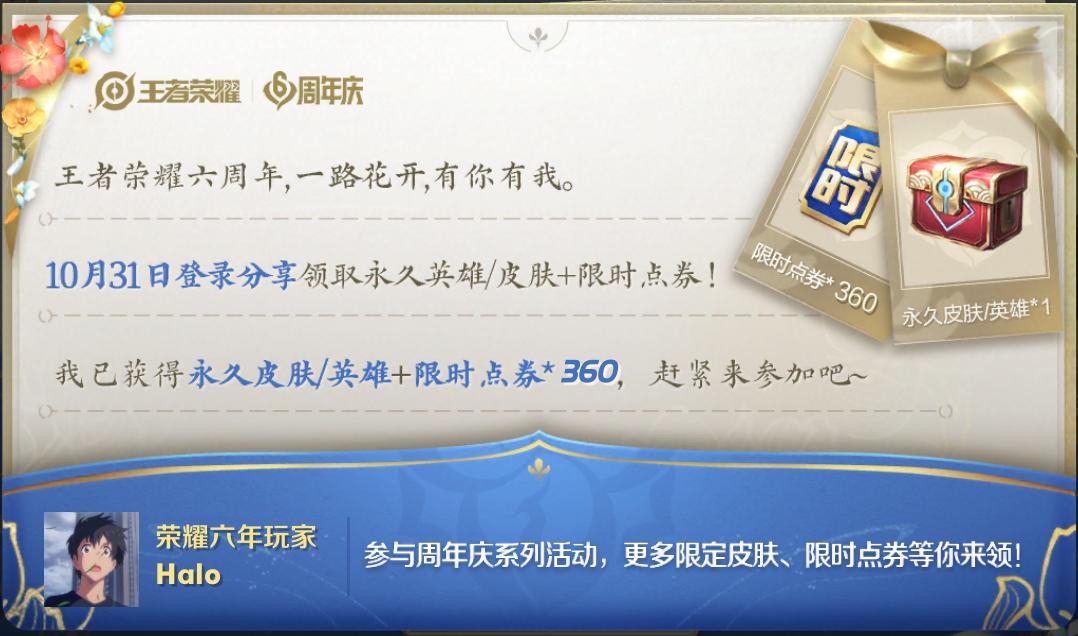 王者荣耀 | 6周年庆
王者荣耀六周年,一路花开,有你有我。
10月31日登录分享领取永久英雄/皮肤+限时点券！
我已获得永久皮肤/英雄+限时点券*360，赶紧来参加吧~
限时
限时点券*360
永久皮肤/英雄*1
荣耀六年玩家
Halo
参与周年庆系列活动，更多限定皮肤、限时点券等你来领！